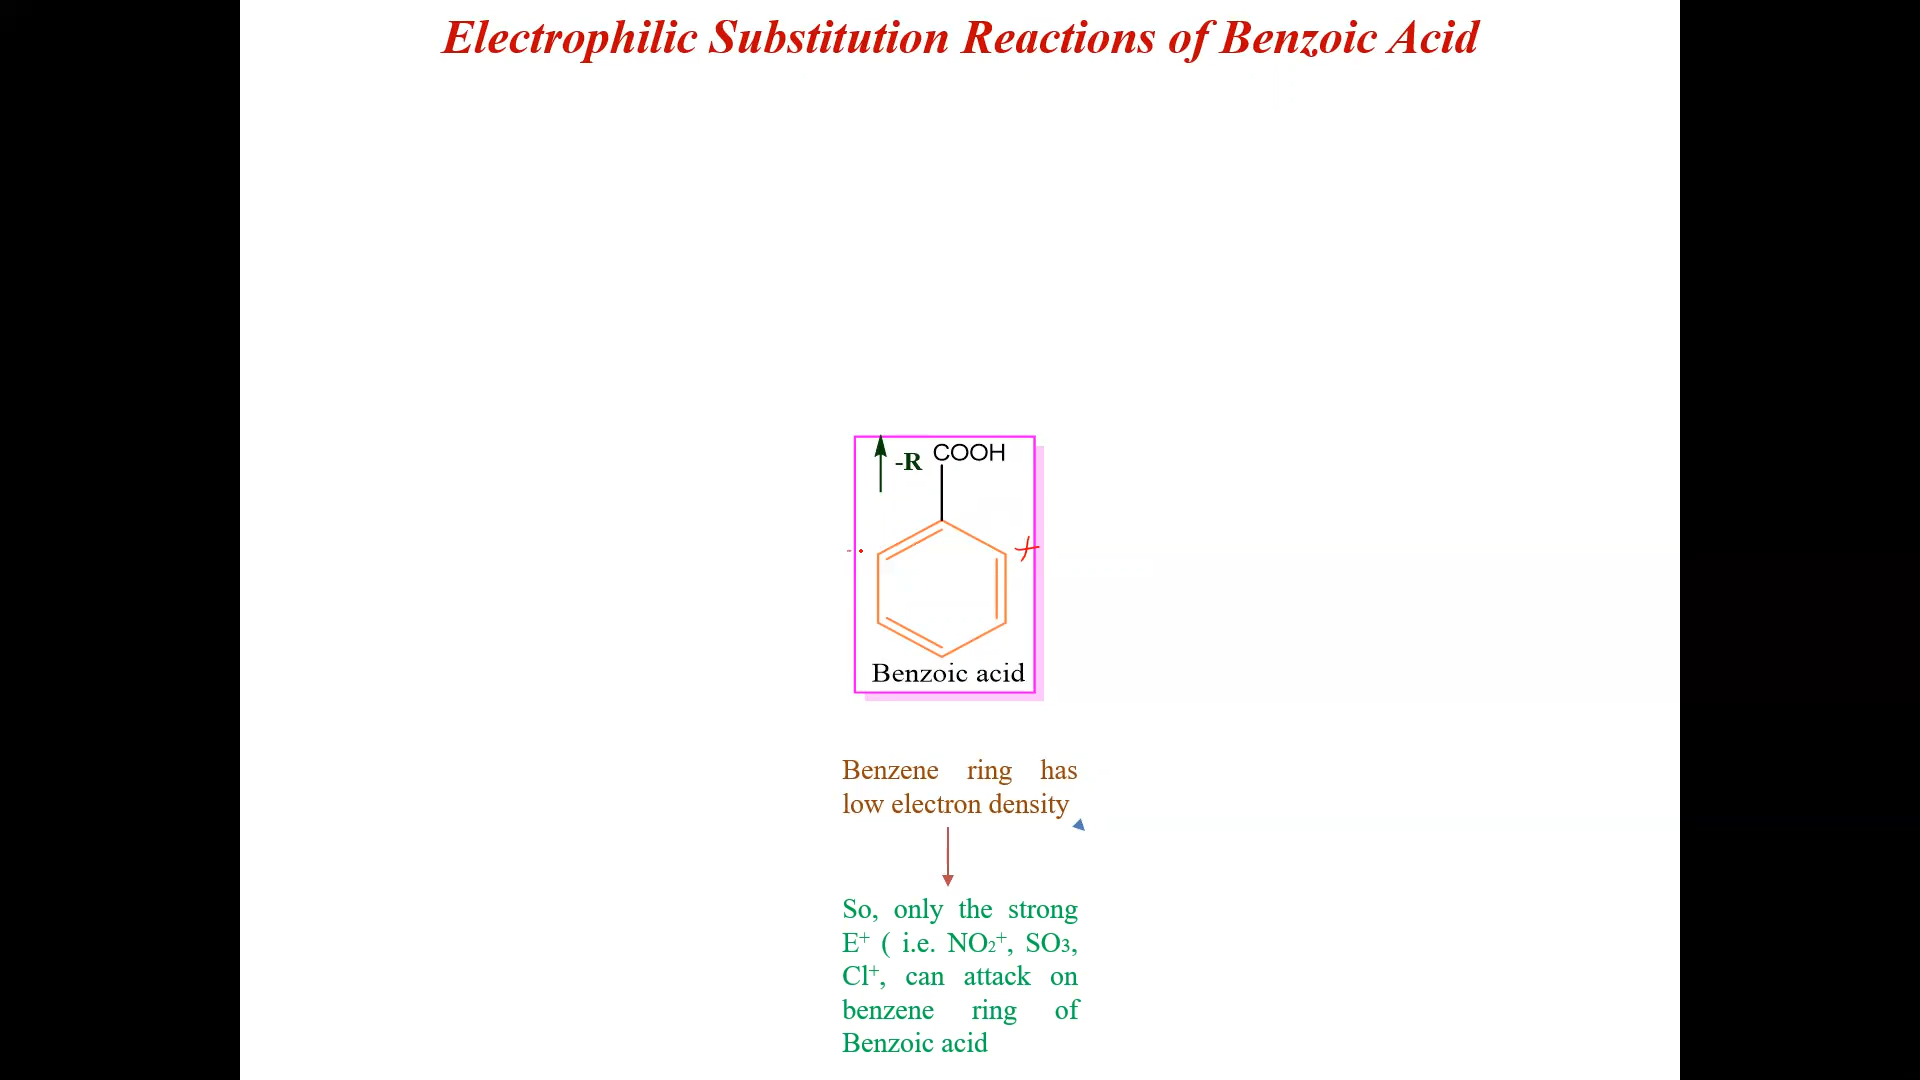 Electrophilic Substitution Reactions of Benzoic Acid
-R COOH
+
Benzoic acid
Benzene ring has
low electron density
So, only the strong
E⁺ ( i.e. NO₂⁺, SO₃,
Cl⁺, can attack on
benzene ring of
Benzoic acid